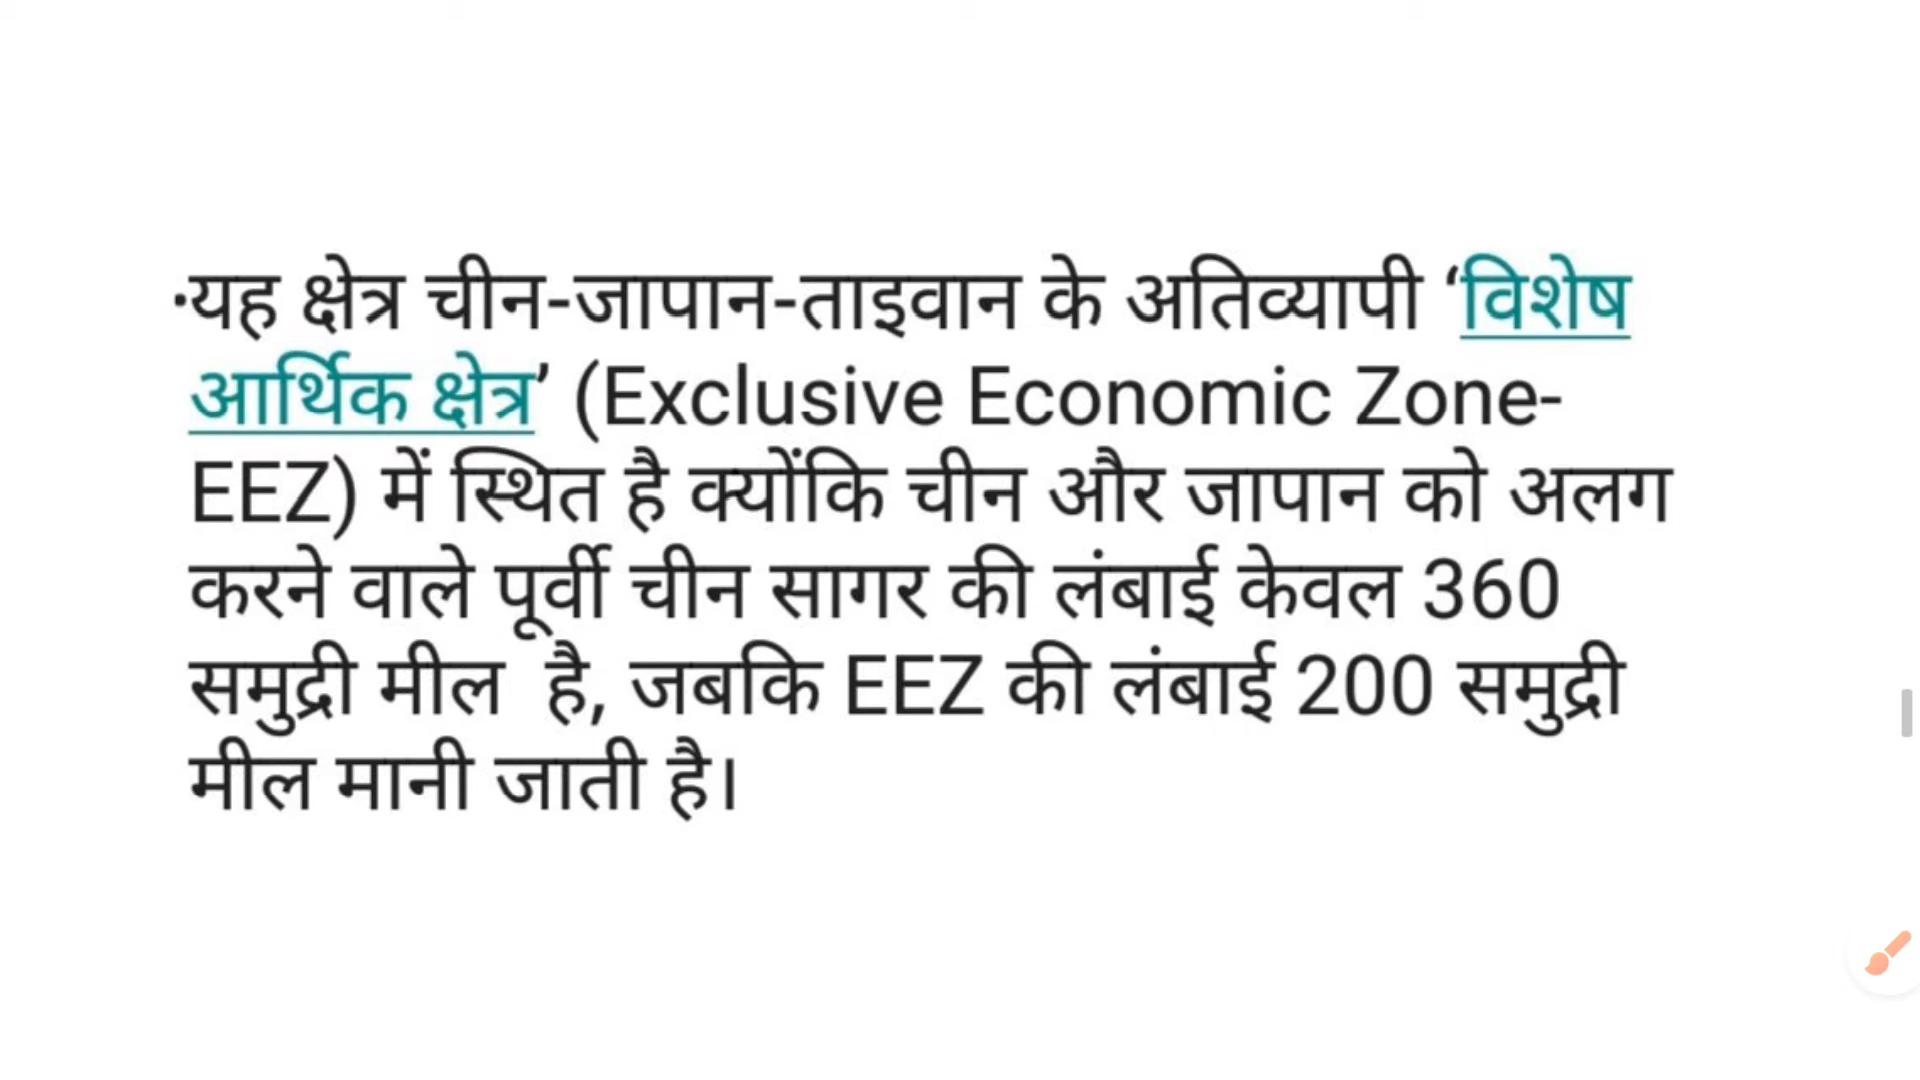 ·यह क्षेत्र चीन-जापान-ताइवान के अतिव्यापी ‘विशेष
आर्थिक क्षेत्र’ (Exclusive Economic Zone-
EEZ) में स्थित है क्योंकि चीन और जापान को अलग
करने वाले पूर्वी चीन सागर की लंबाई केवल 360
समुद्री मील  है, जबकि EEZ की लंबाई 200 समुद्री
मील मानी जाती है।